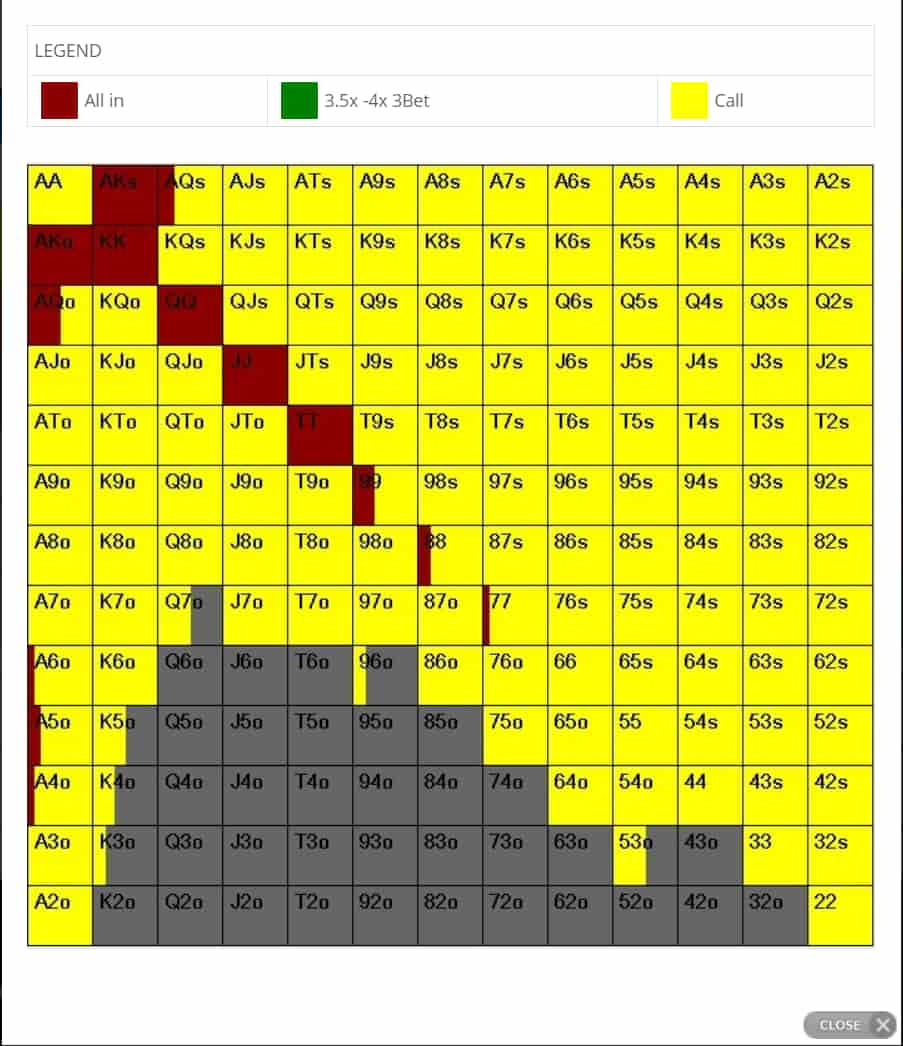 LEGEND
All in 3.5x -4x 3Bet Call
AA AKs AQs AJs ATs A9s A8s A7s A6s A5s A4s A3s A2s
AKo KK KQs KJs KTs K9s K8s K7s K6s K5s K4s K3s K2s
AQo KQo QQ QJs QTs Q9s Q8s Q7s Q6s Q5s Q4s Q3s Q2s
AJo KJo QJo JJ JTs J9s J8s J7s J6s J5s J4s J3s J2s
ATo KTo QTo JTo TT T9s T8s T7s T6s T5s T4s T3s T2s
A9o K9o Q9o J9o T9o 99 98s 97s 96s 95s 94s 93s 92s
A8o K8o Q8o J8o T8o 98o 88 87s 86s 85s 84s 83s 82s
A7o K7o Q7o J7o T7o 97o 87o 77 76s 75s 74s 73s 72s
A6o K6o Q6o J6o T6o 96o 86o 76o 66 65s 64s 63s 62s
A5o K5o Q5o J5o T5o 95o 85o 75o 65o 55 54s 53s 52s
A4o K4o Q4o J4o T4o 94o 84o 74o 64o 54o 44 43s 42s
A3o K3o Q3o J3o T3o 93o 83o 73o 63o 53o 43o 33 32s
A2o K2o Q2o J2o T2o 92o 82o 72o 62o 52o 42o 32o 22
CLOSE